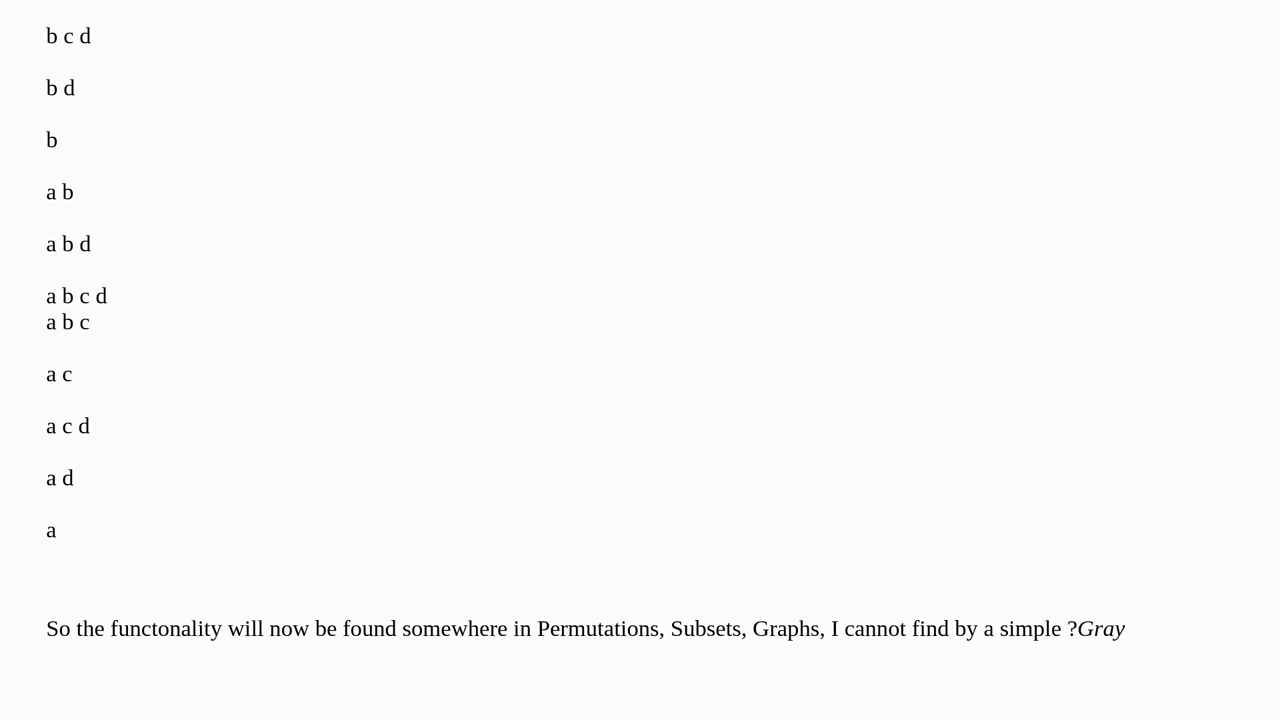 b c d
b d
b
a b
a b d
a b c d
a b c
a c
a c d
a d
a
So the functonality will now be found somewhere in Permutations, Subsets, Graphs, I cannot find by a simple ?Gray